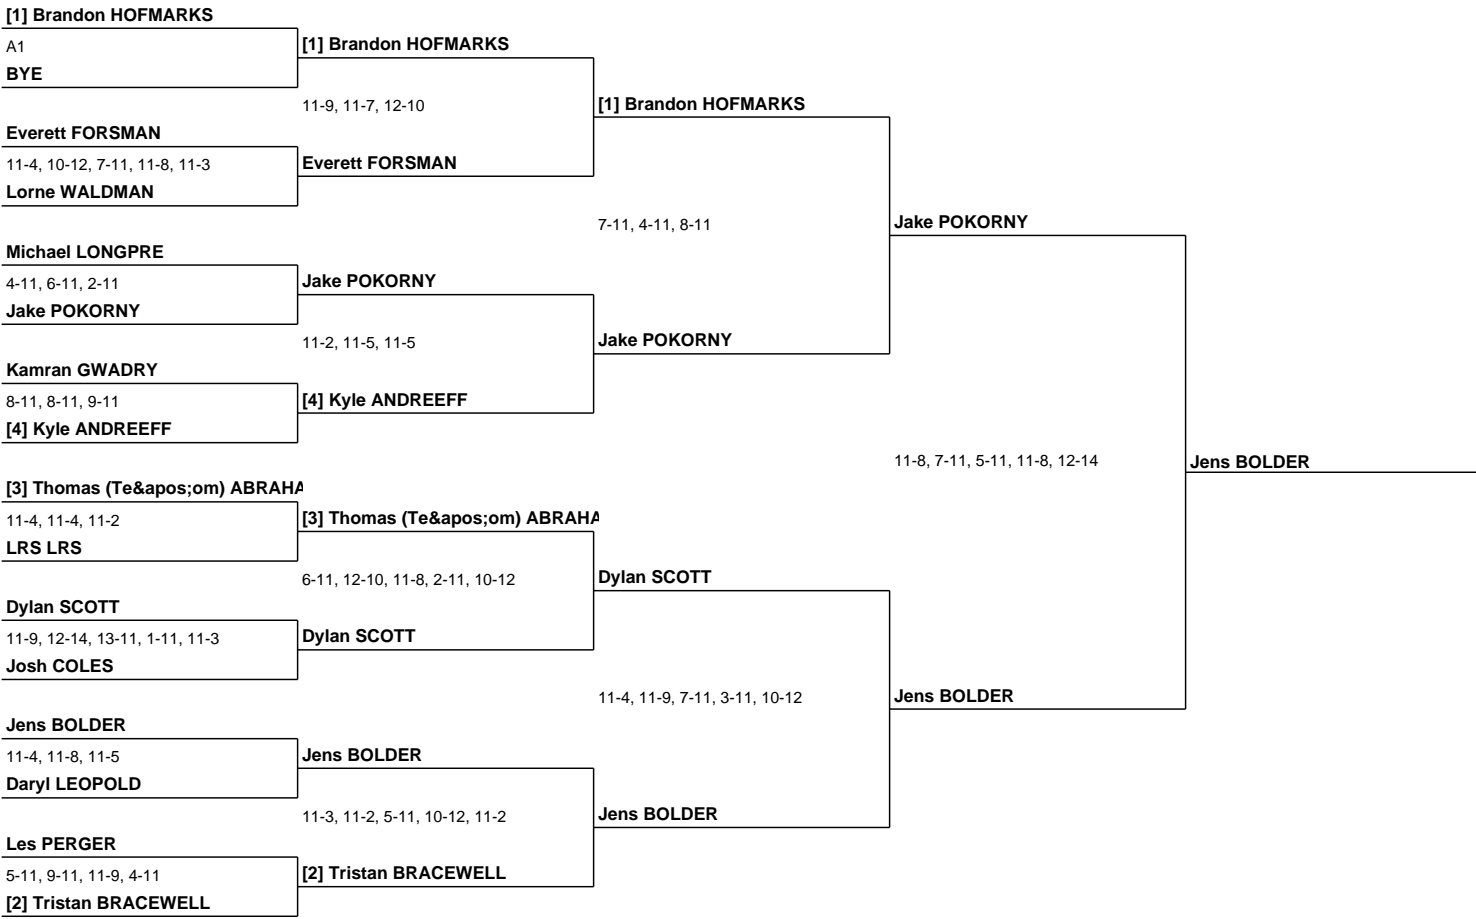 [1] Brandon HOFMARKS
A1
BYE
Everett FORSMAN
11-4, 10-12, 7-11, 11-8, 11-3
Lorne WALDMAN
Michael LONGPRE
4-11, 6-11, 2-11
Jake POKORNY
Kamran GWADRY
8-11, 8-11, 9-11
[4] Kyle ANDREEFF
[3] Thomas (Te&apos;om) ABRAHA
11-4, 11-4, 11-2
LRS LRS
Dylan SCOTT
11-9, 12-14, 13-11, 1-11, 11-3
Josh COLES
Jens BOLDER
11-4, 11-8, 11-5
Daryl LEOPOLD
Les PERGER
5-11, 9-11, 11-9, 4-11
[2] Tristan BRACEWELL
[1] Brandon HOFMARKS
11-9, 11-7, 12-10
Everett FORSMAN
Jake POKORNY
11-2, 11-5, 11-5
[4] Kyle ANDREEFF
[3] Thomas (Te&apos;om) ABRAHA
6-11, 12-10, 11-8, 2-11, 10-12
Dylan SCOTT
Jens BOLDER
11-3, 11-2, 5-11, 10-12, 11-2
[2] Tristan BRACEWELL
[1] Brandon HOFMARKS
7-11, 4-11, 8-11
Jake POKORNY
Dylan SCOTT
11-4, 11-9, 7-11, 3-11, 10-12
Jens BOLDER
Jake POKORNY
11-8, 7-11, 5-11, 11-8, 12-14
Jens BOLDER
Jens BOLDER